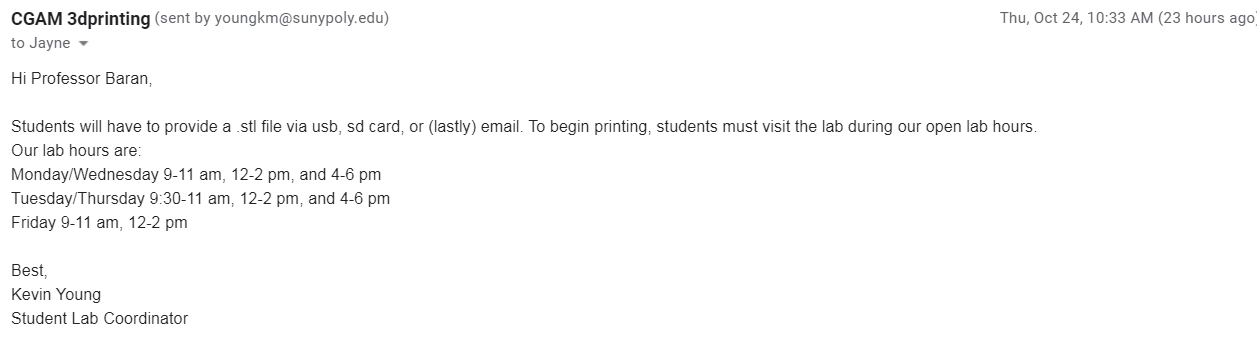 CGAM 3dprinting (sent by youngkm@sunypoly.edu) Thu, Oct 24, 10:33 AM (23 hours ago)
to Jayne
Hi Professor Baran,
Students will have to provide a .stl file via usb, sd card, or (lastly) email. To begin printing, students must visit the lab during our open lab hours.
Our lab hours are:
Monday/Wednesday 9-11 am, 12-2 pm, and 4-6 pm
Tuesday/Thursday 9:30-11 am, 12-2 pm, and 4-6 pm
Friday 9-11 am, 12-2 pm
Best,
Kevin Young
Student Lab Coordinator